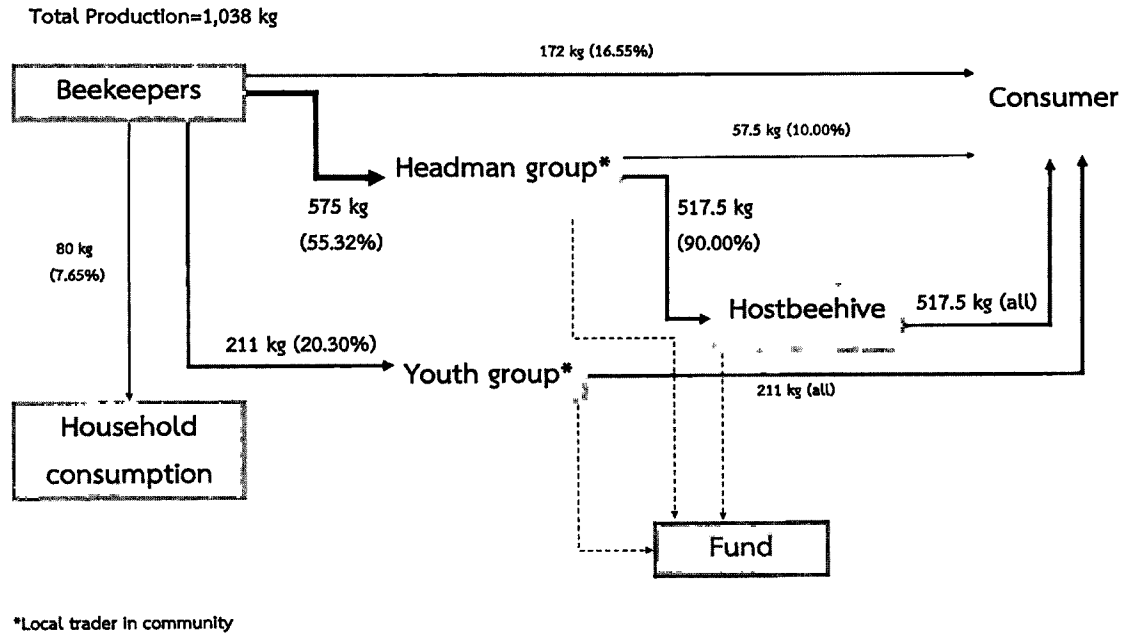 Total Production=1,038 kg
172 kg (16.55%)
Beekeepers
Consumer
57.5 kg (10.00%)
Headman group*
575 kg
(55.32%)
517.5 kg
(90.00%)
80 kg
(7.65%)
Hostbeehive
517.5 kg (all)
211 kg (20.30%)
Youth group*
211 kg (all)
Household
consumption
Fund
*Local trader in community